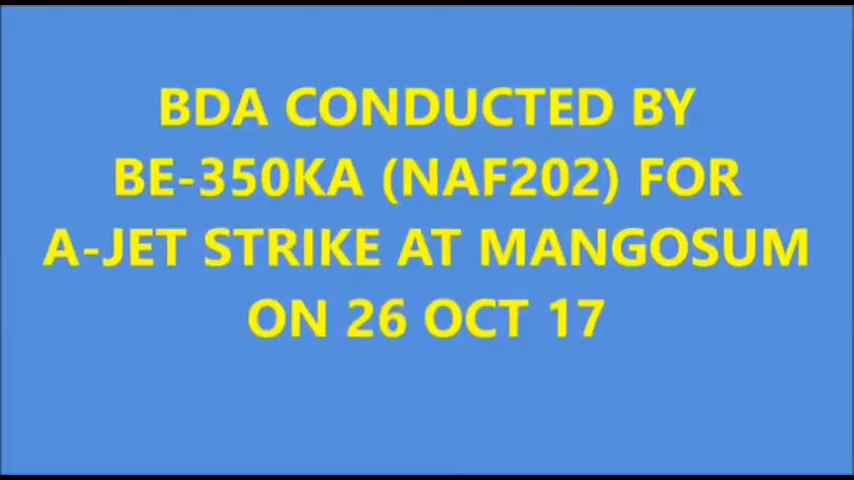 BDA CONDUCTED BY
BE-350KA (NAF202) FOR
A-JET STRIKE AT MANGOSUM
ON 26 OCT 17